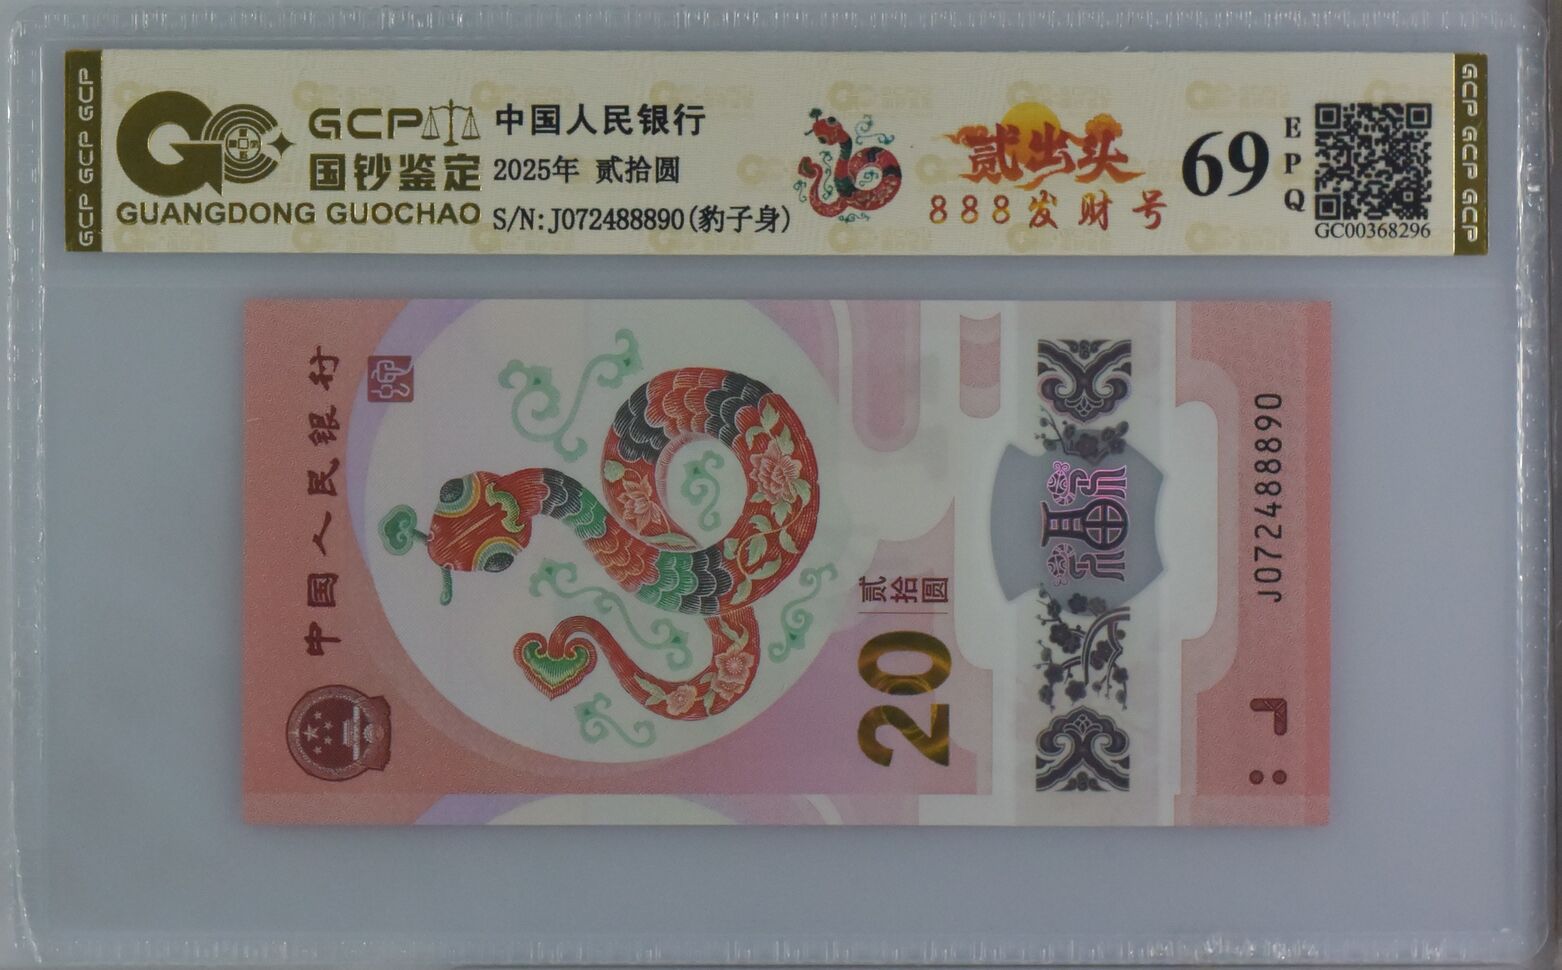 GCP GCP GCP
GCP
国钞鉴定
GUANGDONG GUOCHAO
中国人民银行
2025年 贰拾圆
S/N:J072488890(豹子身)
贰出头
888发财号
69
EPQ
GC00368296
GCP GCP GCP
中国人民银行
贰拾圆
20
福
J072488890